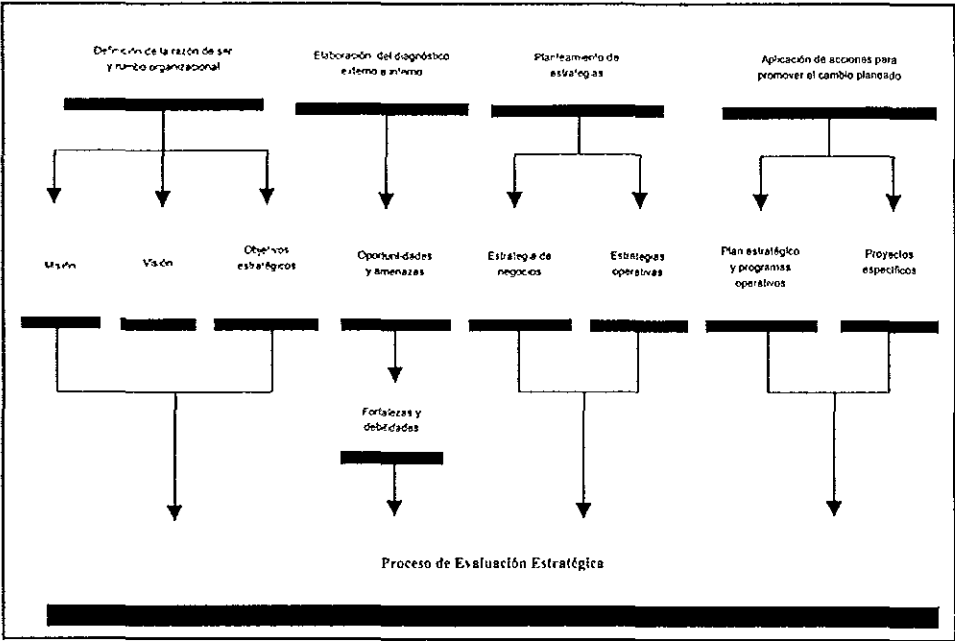 Definición de la razón de ser
y rumbo organizacional
Elaboración del diagnóstico
externo e interno
Planteamiento de
estrategias
Aplicación de acciones para
promover el cambio planeado
Misión
Visión
Objetivos
estratégicos
Oportunidades
y amenazas
Estrategia de
negocios
Estrategias
operativas
Plan estratégico
y programas
operativos
Proyectos
específicos
Fortalezas y
debilidades
Proceso de Evaluación Estratégica